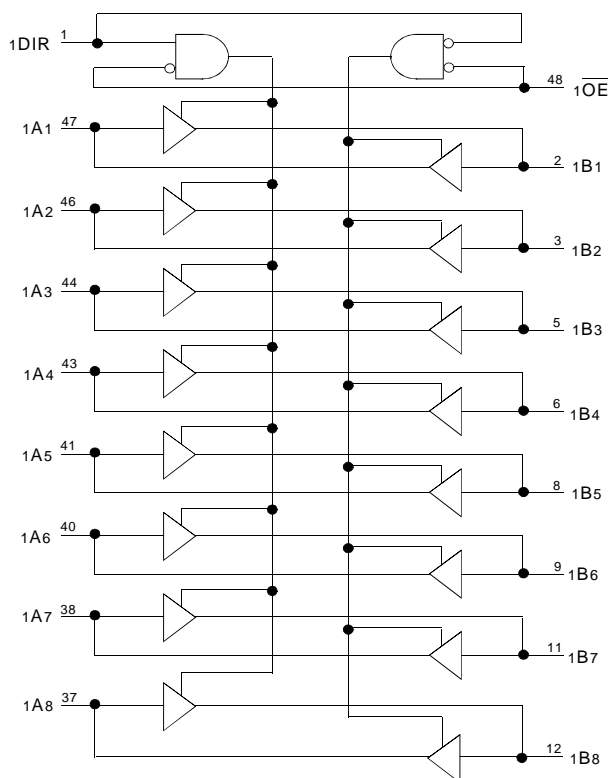 1DIR 1
48 1O̅E̅
1A1 47
2 1B1
1A2 46
3 1B2
1A3 44
5 1B3
1A4 43
6 1B4
1A5 41
8 1B5
1A6 40
9 1B6
1A7 38
11 1B7
1A8 37
12 1B8